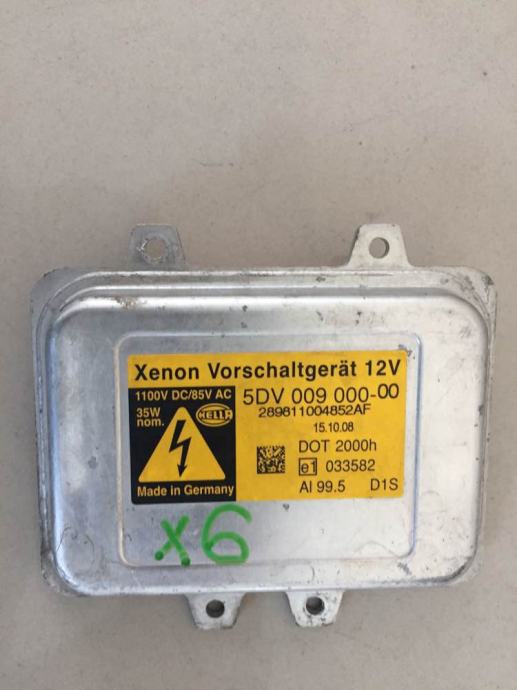 Xenon Vorschaltgerät 12V
1100V DC/85V AC
35W
nom.
HELLA
Made in Germany
5DV 009 000-00
289811004852AF
15.10.08
DOT 2000h
e1 033582
Al 99.5 D1S
x6